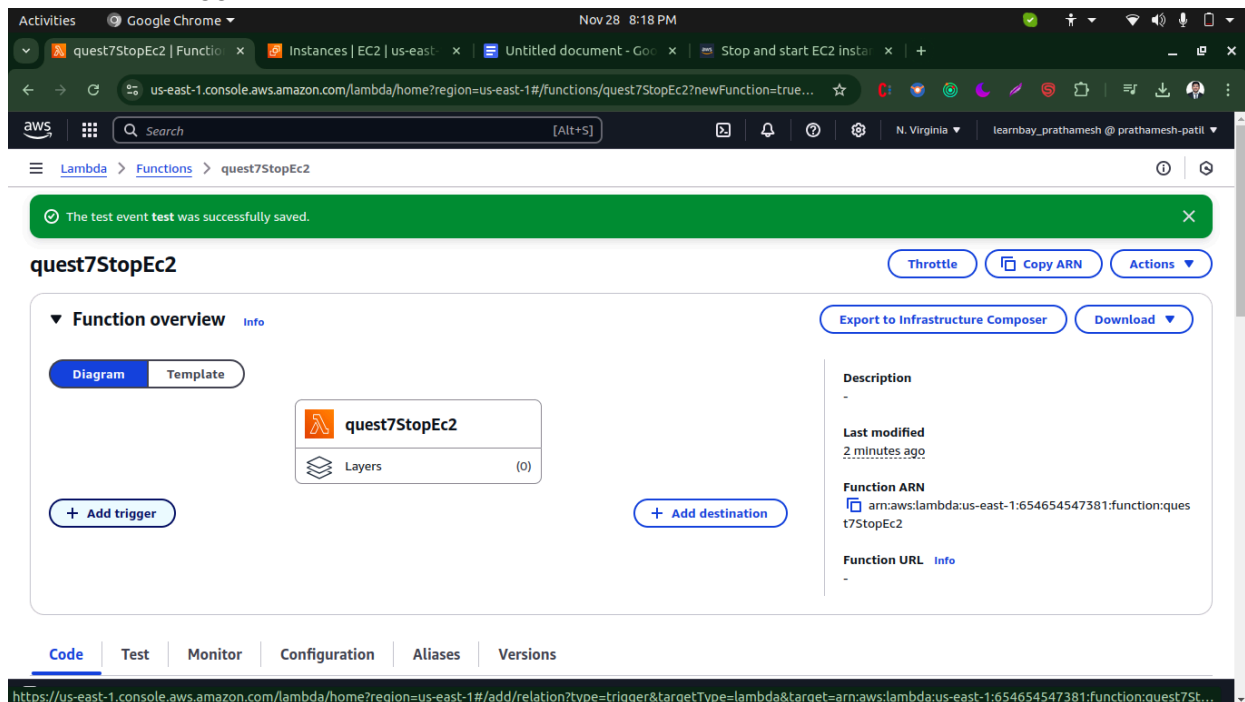 Activities Google Chrome Nov 28 8:18 PM
quest7StopEc2 | Functio Instances | EC2 | us-east- Untitled document - Goo Stop and start EC2 instan
us-east-1.console.aws.amazon.com/lambda/home?region=us-east-1#/functions/quest7StopEc2?newFunction=true...
aws Search [Alt+S] N. Virginia learnbay_prathamesh @ prathamesh-patil
Lambda > Functions > quest7StopEc2
The test event test was successfully saved.
quest7StopEc2 Throttle Copy ARN Actions
Function overview Info Export to Infrastructure Composer Download
Diagram Template
Description
-
quest7StopEc2
Last modified
2 minutes ago
Layers (0)
Function ARN
+ Add trigger + Add destination
arn:aws:lambda:us-east-1:654654547381:function:ques
t7StopEc2
Function URL Info
-
Code Test Monitor Configuration Aliases Versions
https://us-east-1.console.aws.amazon.com/lambda/home?region=us-east-1#/add/relation?type=trigger&targetType=lambda&target=arn:aws:lambda:us-east-1:654654547381:function:quest7St...